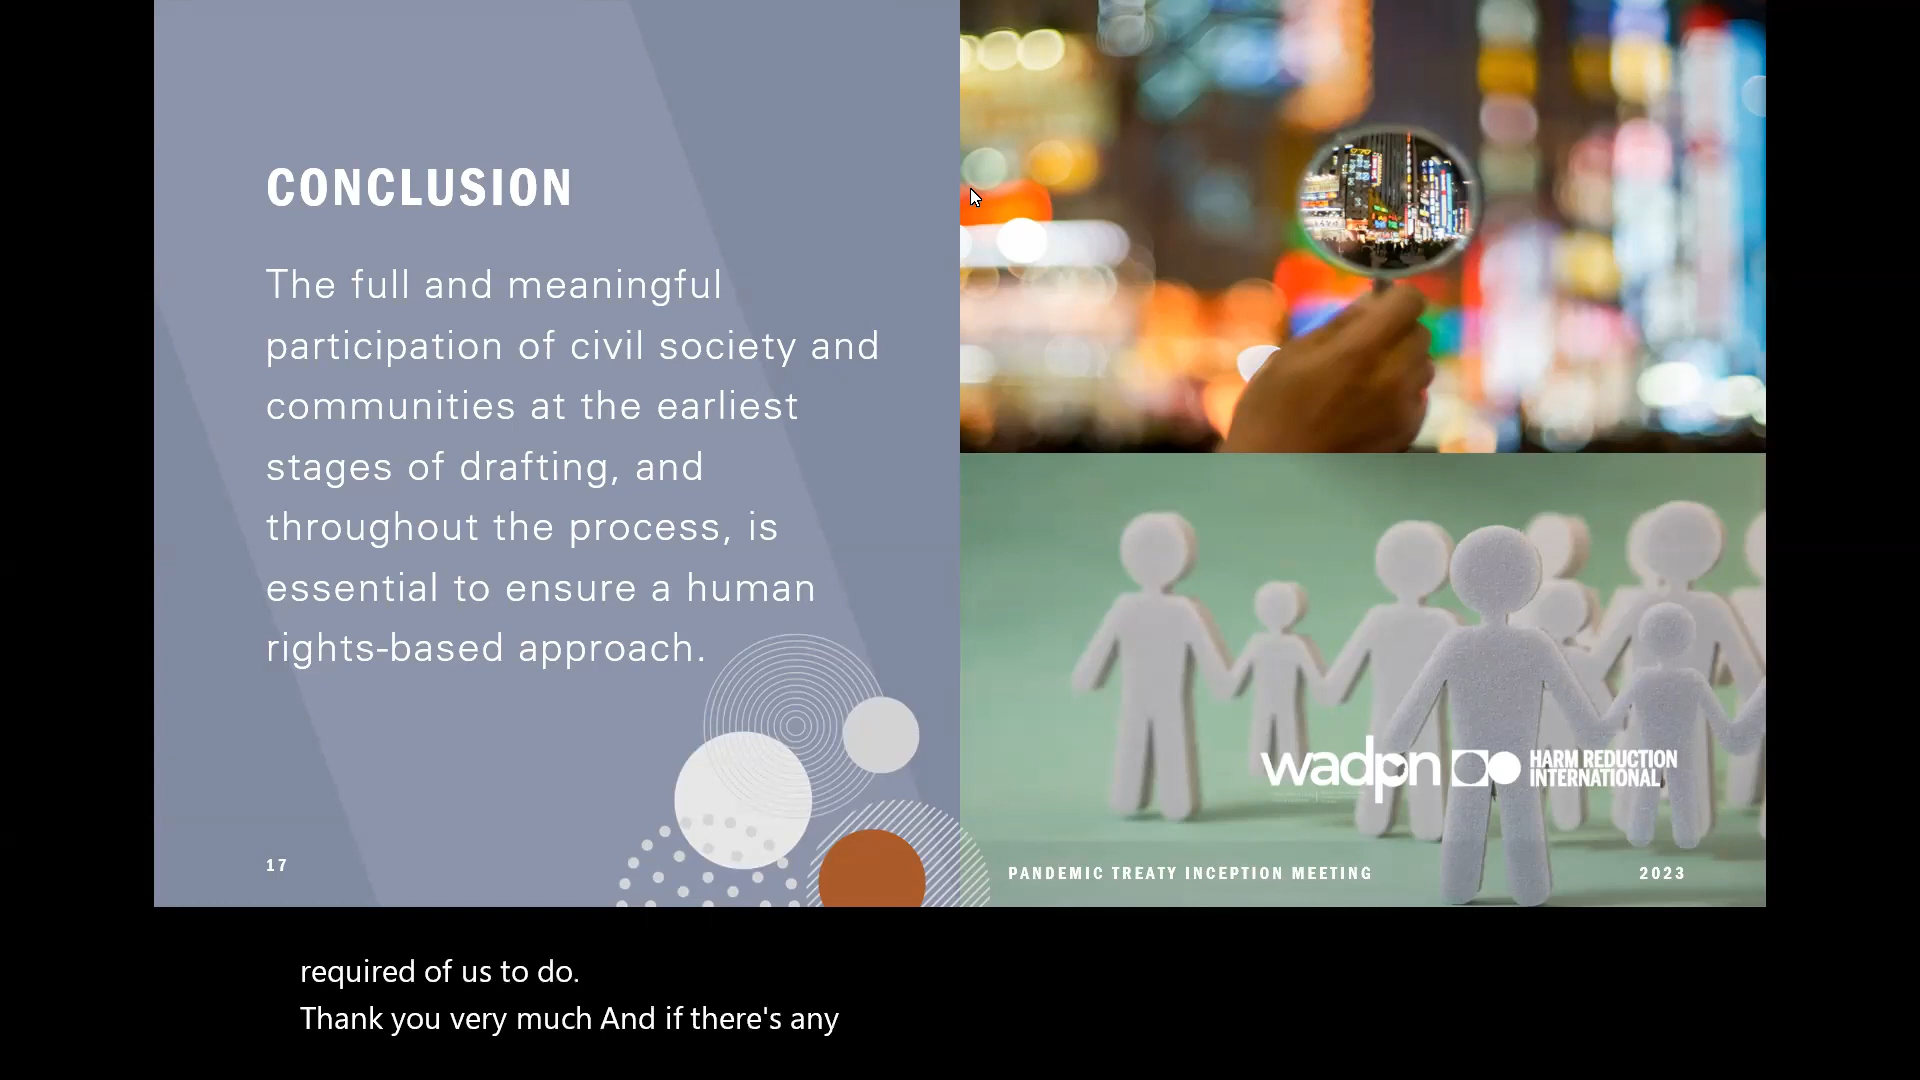 CONCLUSION
The full and meaningful
participation of civil society and
communities at the earliest
stages of drafting, and
throughout the process, is
essential to ensure a human
rights-based approach.
17
wadpn
HARM REDUCTION
INTERNATIONAL
PANDEMIC TREATY INCEPTION MEETING
2023
required of us to do.
Thank you very much And if there's any